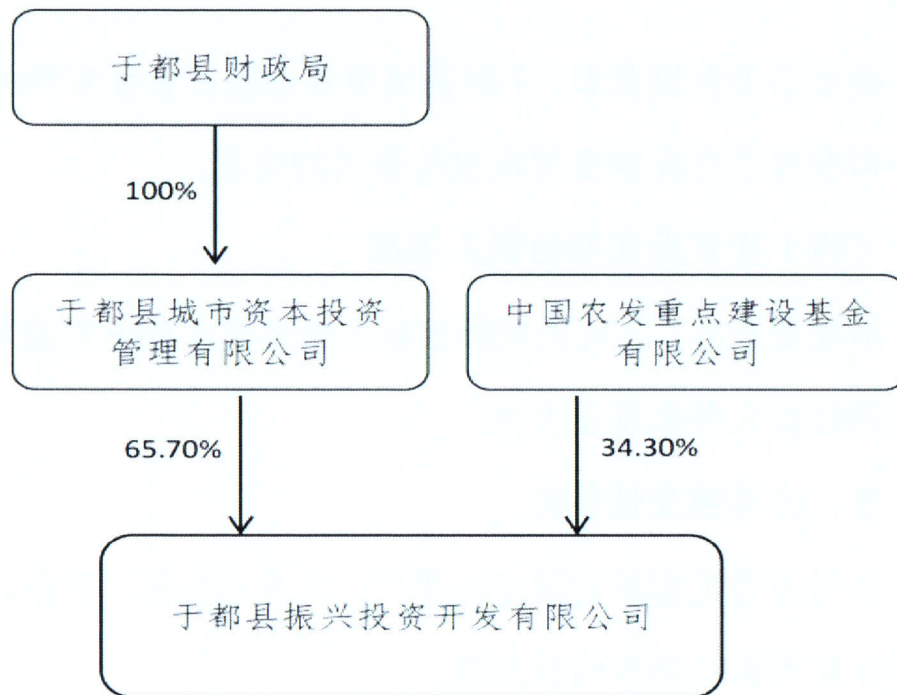 于都县财政局
100%
于都县城市资本投资
管理有限公司
中国农发重点建设基金
有限公司
65.70%
34.30%
于都县振兴投资开发有限公司